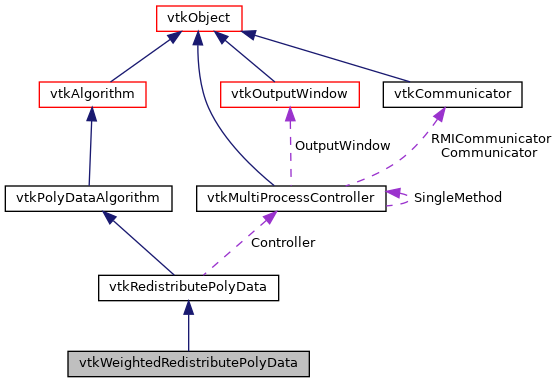 vtkObject
vtkAlgorithm
vtkOutputWindow
vtkCommunicator
OutputWindow
RMICommunicator
Communicator
vtkPolyDataAlgorithm
vtkMultiProcessController
SingleMethod
Controller
vtkRedistributePolyData
vtkWeightedRedistributePolyData